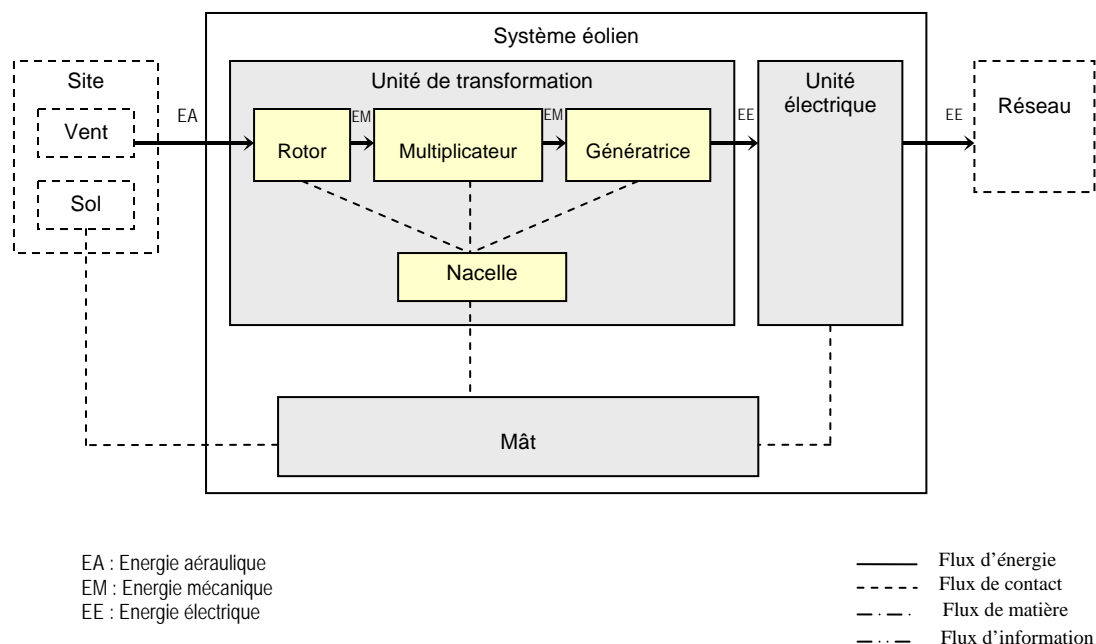 Système éolien
Site
Unité de transformation
Unité
électrique
Réseau
Vent
EA
EM
EM
EE
EE
Rotor
Multiplicateur
Génératrice
Sol
Nacelle
Mât
EA : Energie aéraulique
EM : Energie mécanique
EE : Energie électrique
Flux d'énergie
Flux de contact
Flux de matière
Flux d'information